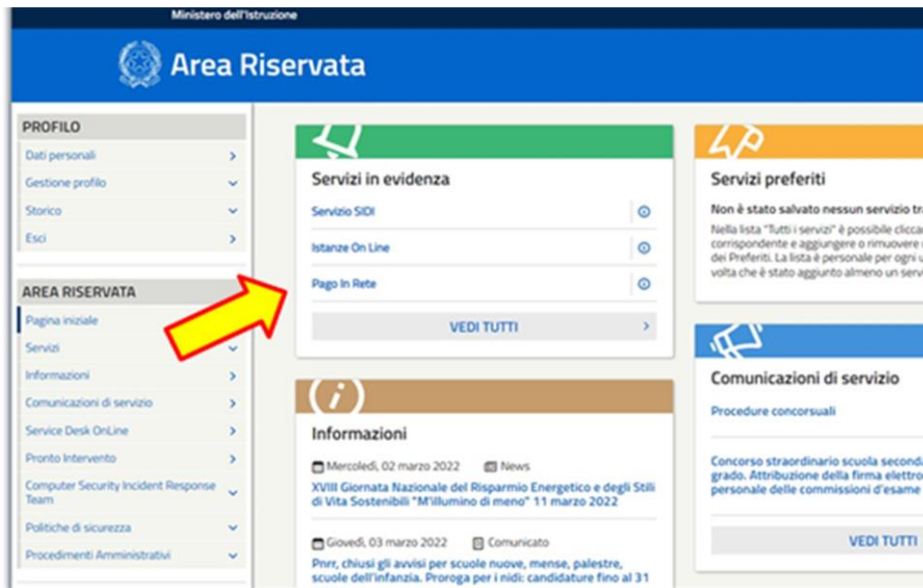 Ministero dell'Istruzione
Area Riservata
PROFILO
Dati personali
Gestione profilo
Storico
Esci
AREA RISERVATA
Pagina iniziale
Servizi
Informazioni
Comunicazioni di servizio
Service Desk OnLine
Pronto Intervento
Computer Security Incident Response
Team
Politiche di sicurezza
Procedimenti Amministrativi
Servizi in evidenza
Servizio SIDI
Istanze On Line
Pago In Rete
VEDI TUTTI
Informazioni
Mercoledì, 02 marzo 2022 News
XVIII Giornata Nazionale del Risparmio Energetico e degli Stili
di Vita Sostenibili "M'illumino di meno" 11 marzo 2022
Giovedì, 03 marzo 2022 Comunicato
Pnrr, chiusi gli avvisi per scuole nuove, mense, palestre,
scuole dell'infanzia. Proroga per i nidi: candidature fino al 31
Servizi preferiti
Non è stato salvato nessun servizio
Nella lista "Tutti i servizi" è possibile
corrispondente e aggiungere o rimuovere
dei Preferiti. La lista è personale per ogni
volta che è stato aggiunto almeno un
Comunicazioni di servizio
Procedure concorsuali
Concorso straordinario scuola
grado. Attribuzione della firma
personale delle commissioni d'esame
VEDI TUTTI